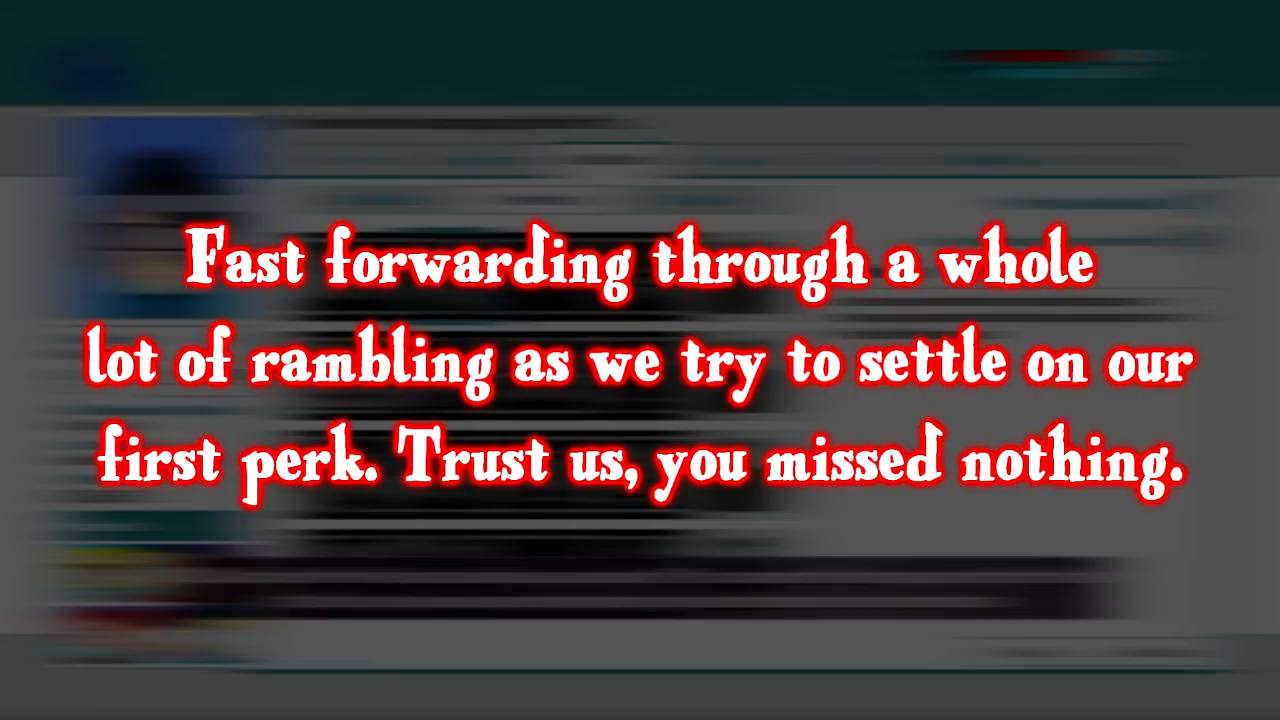 Fast forwarding through a whole
lot of rambling as we try to settle on our
first perk. Trust us, you missed nothing.